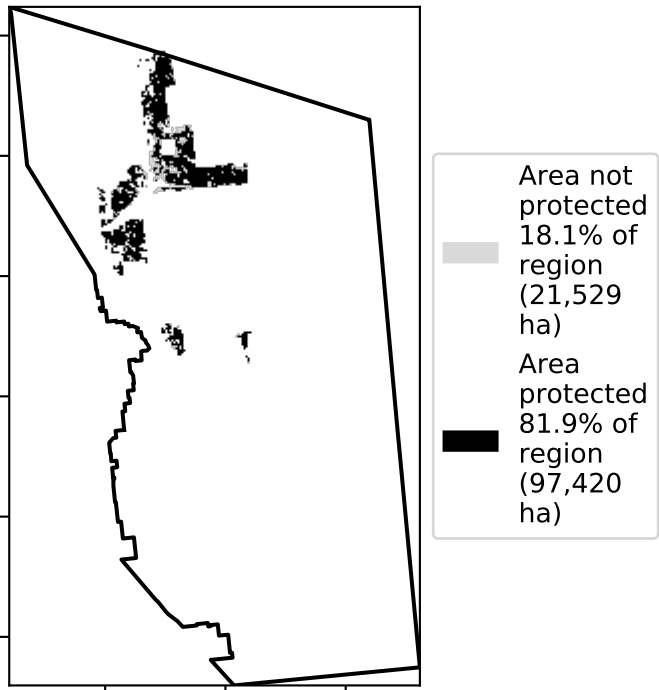 Area not
protected
18.1% of
region
(21,529
ha)
Area
protected
81.9% of
region
(97,420
ha)